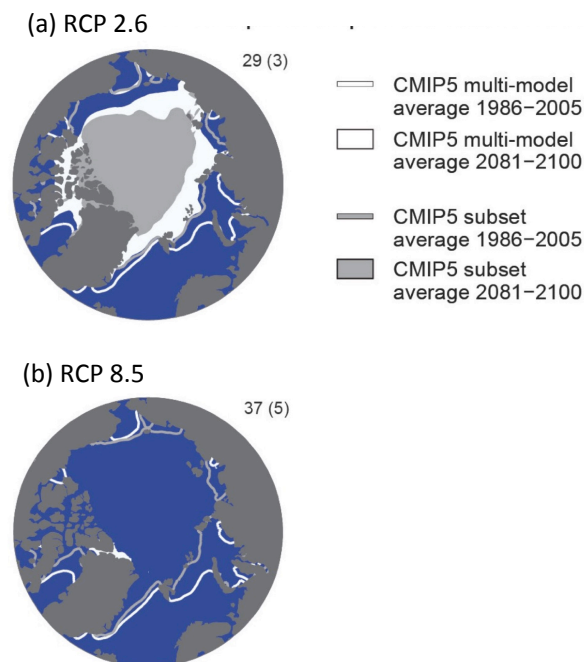 (a) RCP 2.6
29 (3)
CMIP5 multi-model
average 1986−2005
CMIP5 multi-model
average 2081−2100
CMIP5 subset
average 1986−2005
CMIP5 subset
average 2081−2100
(b) RCP 8.5
37 (5)